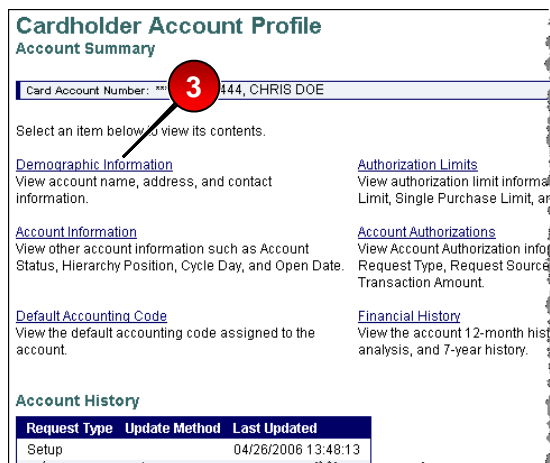 Cardholder Account Profile
Account Summary
Card Account Number: ** 444, CHRIS DOE
3
Select an item below to view its contents.
Demographic Information
View account name, address, and contact
information.
Authorization Limits
View authorization limit informa
Limit, Single Purchase Limit, an
Account Information
View other account information such as Account
Status, Hierarchy Position, Cycle Day, and Open Date.
Account Authorizations
View Account Authorization info
Request Type, Request Source
Transaction Amount.
Default Accounting Code
View the default accounting code assigned to the
account.
Financial History
View the account 12-month hist
analysis, and 7-year history.
Account History
Request Type Update Method Last Updated
Setup 04/26/2006 13:48:13